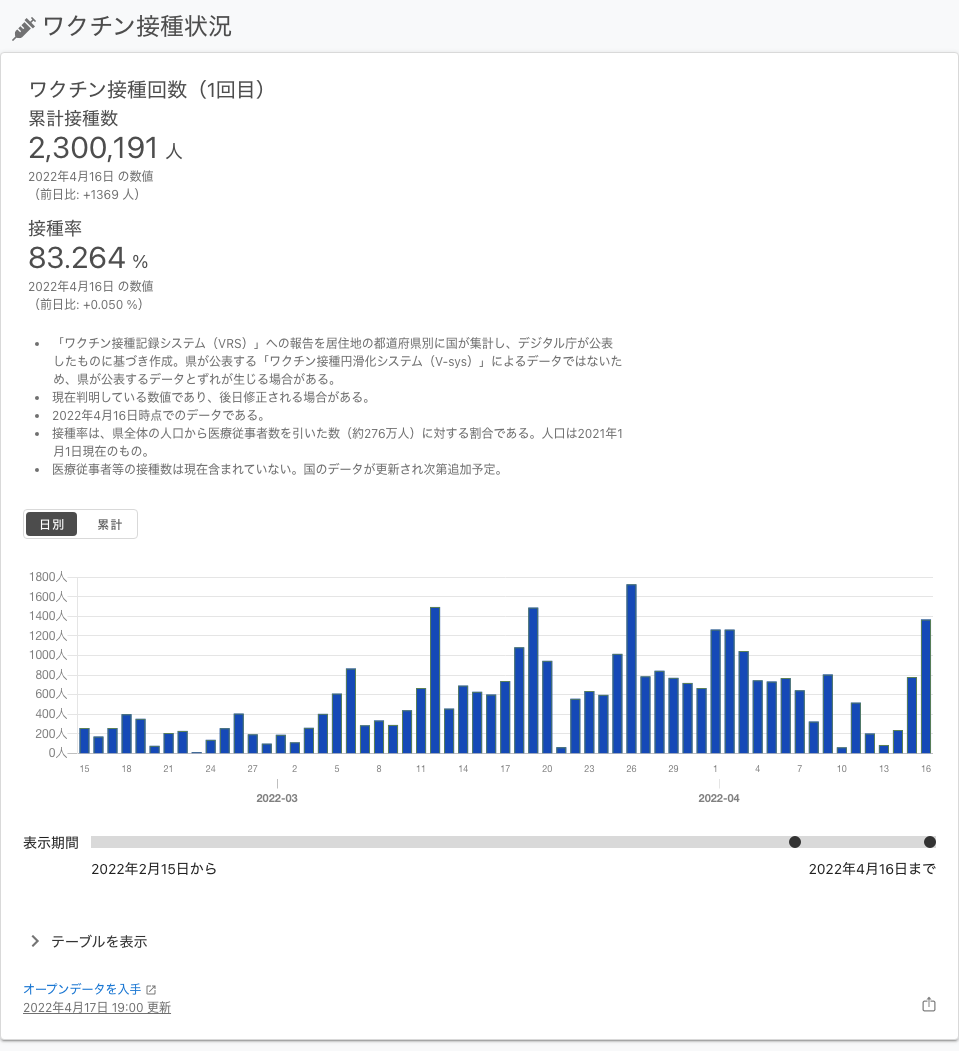 ワクチン接種状況
ワクチン接種回数（1回目）
累計接種数
2,300,191 人
2022年4月16日 の数値
（前日比: +1369 人）
接種率
83.264 %
2022年4月16日 の数値
（前日比: +0.050 %）
「ワクチン接種記録システム（VRS）」への報告を居住地の都道府県別に国が集計し、デジタル庁が公表
したものに基づき作成。県が公表する「ワクチン接種円滑化システム（V-sys）」によるデータではないた
め、県が公表するデータとずれが生じる場合がある。
現在判明している数値であり、後日修正される場合がある。
2022年4月16日時点でのデータである。
接種率は、県全体の人口から医療従事者数を引いた数（約276万人）に対する割合である。人口は2021年1
月1日現在のもの。
医療従事者等の接種数は現在含まれていない。国のデータが更新され次第追加予定。
日別 累計
1800人
1600人
1400人
1200人
1000人
800人
600人
400人
200人
0人
15 18 21 24 27 2 5 8 11 14 17 20 23 26 29 1 4 7 10 13 16
2022-03 2022-04
表示期間
2022年2月15日から 2022年4月16日まで
テーブルを表示
オープンデータを入手
2022年4月17日 19:00 更新